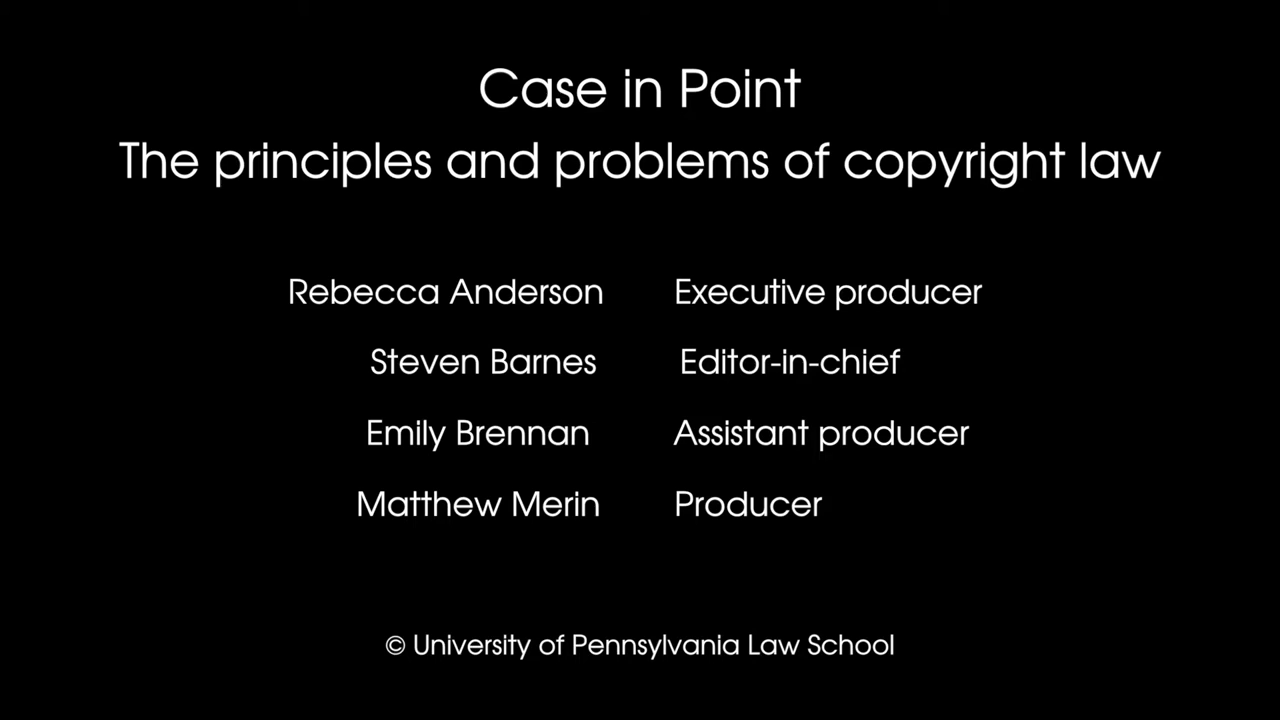 Case in Point
The principles and problems of copyright law
Rebecca Anderson Executive producer
Steven Barnes Editor-in-chief
Emily Brennan Assistant producer
Matthew Merin Producer
© University of Pennsylvania Law School